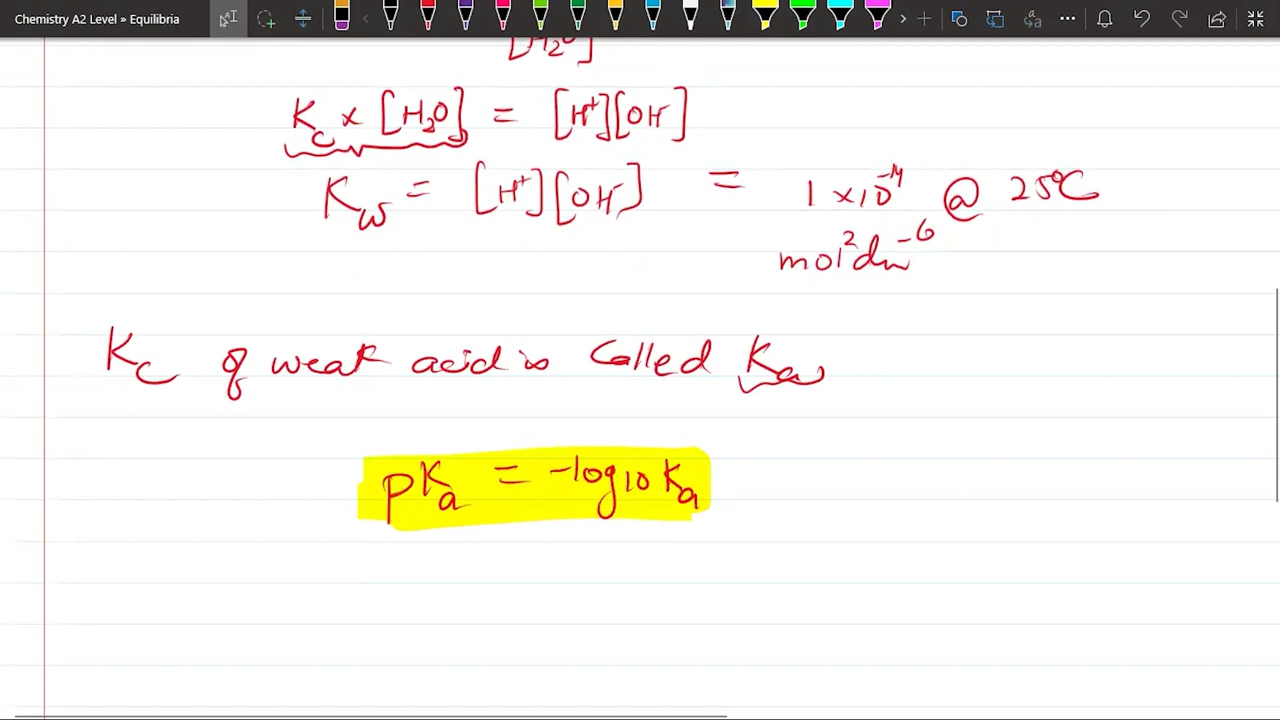 Chemistry A2 Level » Equilibria
[H₂O]
Kc × [H₂O] = [H⁺][OH⁻]
Kw = [H⁺][OH⁻] = 1 × 10⁻¹⁴ @ 25°C
mol²dm⁻⁶
Kc of weak acid is called Ka
pKa = -log10 Ka